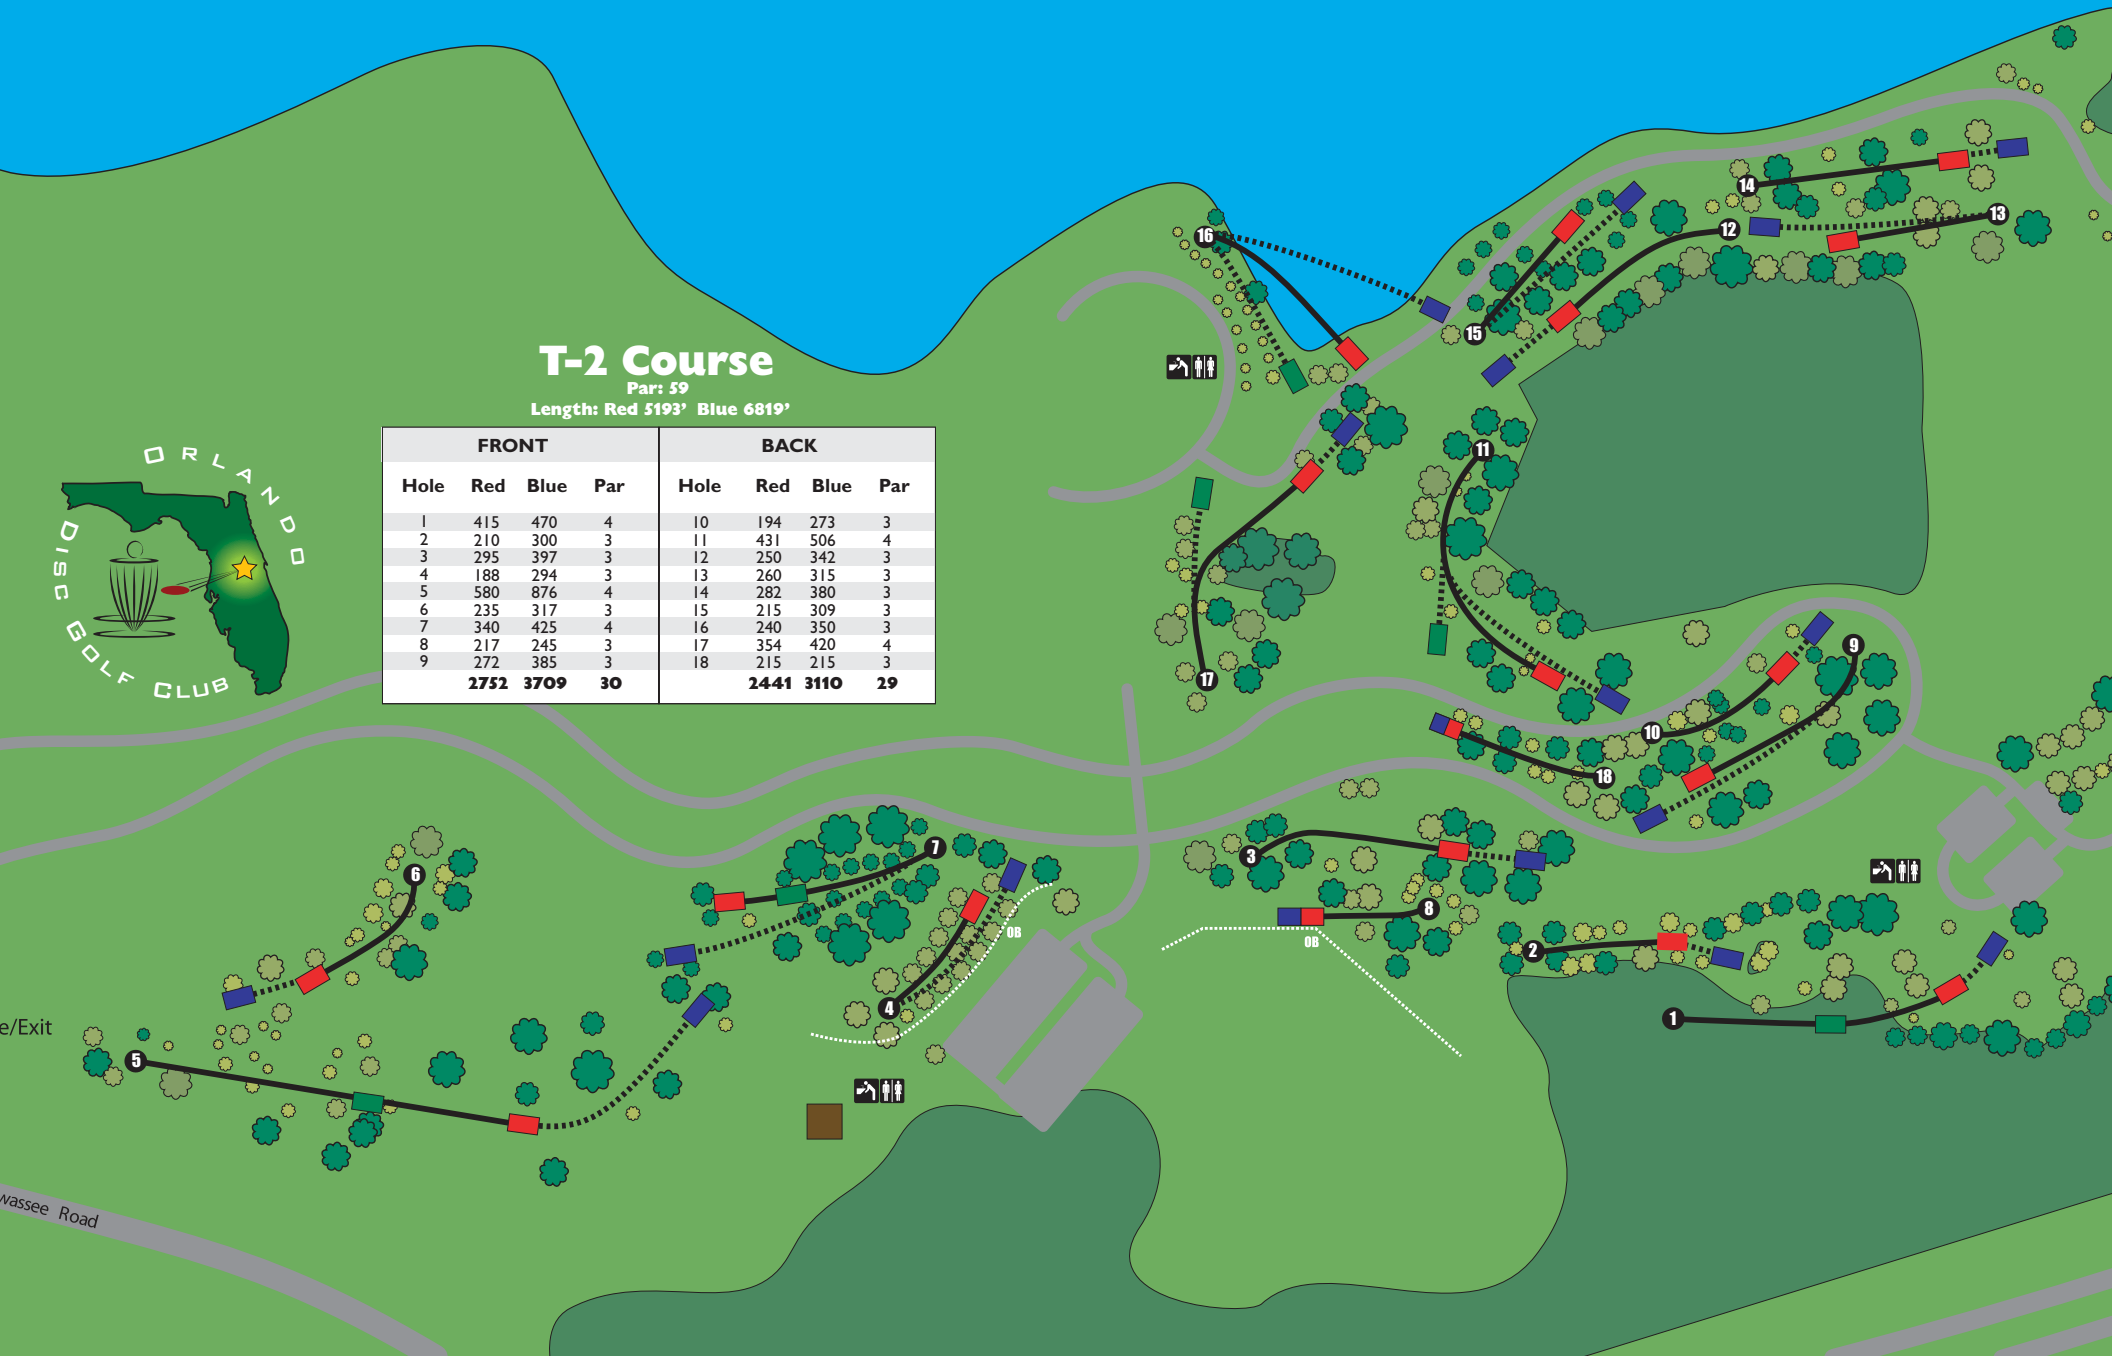 T-2 Course
Par: 59
Length: Red 5193’ Blue 6819’
FRONT BACK
Hole Red Blue Par Hole Red Blue Par
1 415 470 4 10 194 273 3
2 210 300 3 11 431 506 4
3 295 397 3 12 250 342 3
4 188 294 3 13 260 315 3
5 580 876 4 14 282 380 3
6 235 317 3 15 215 309 3
7 340 425 4 16 240 350 3
8 217 245 3 17 354 420 4
9 272 385 3 18 215 215 3
2752 3709 30 2441 3110 29
ORLANDO
DISC GOLF CLUB
14
13
12
16
15
11
9
17
10
18
7
3
6
8
OB
OB
2
4
1
e/Exit
5
wassee Road